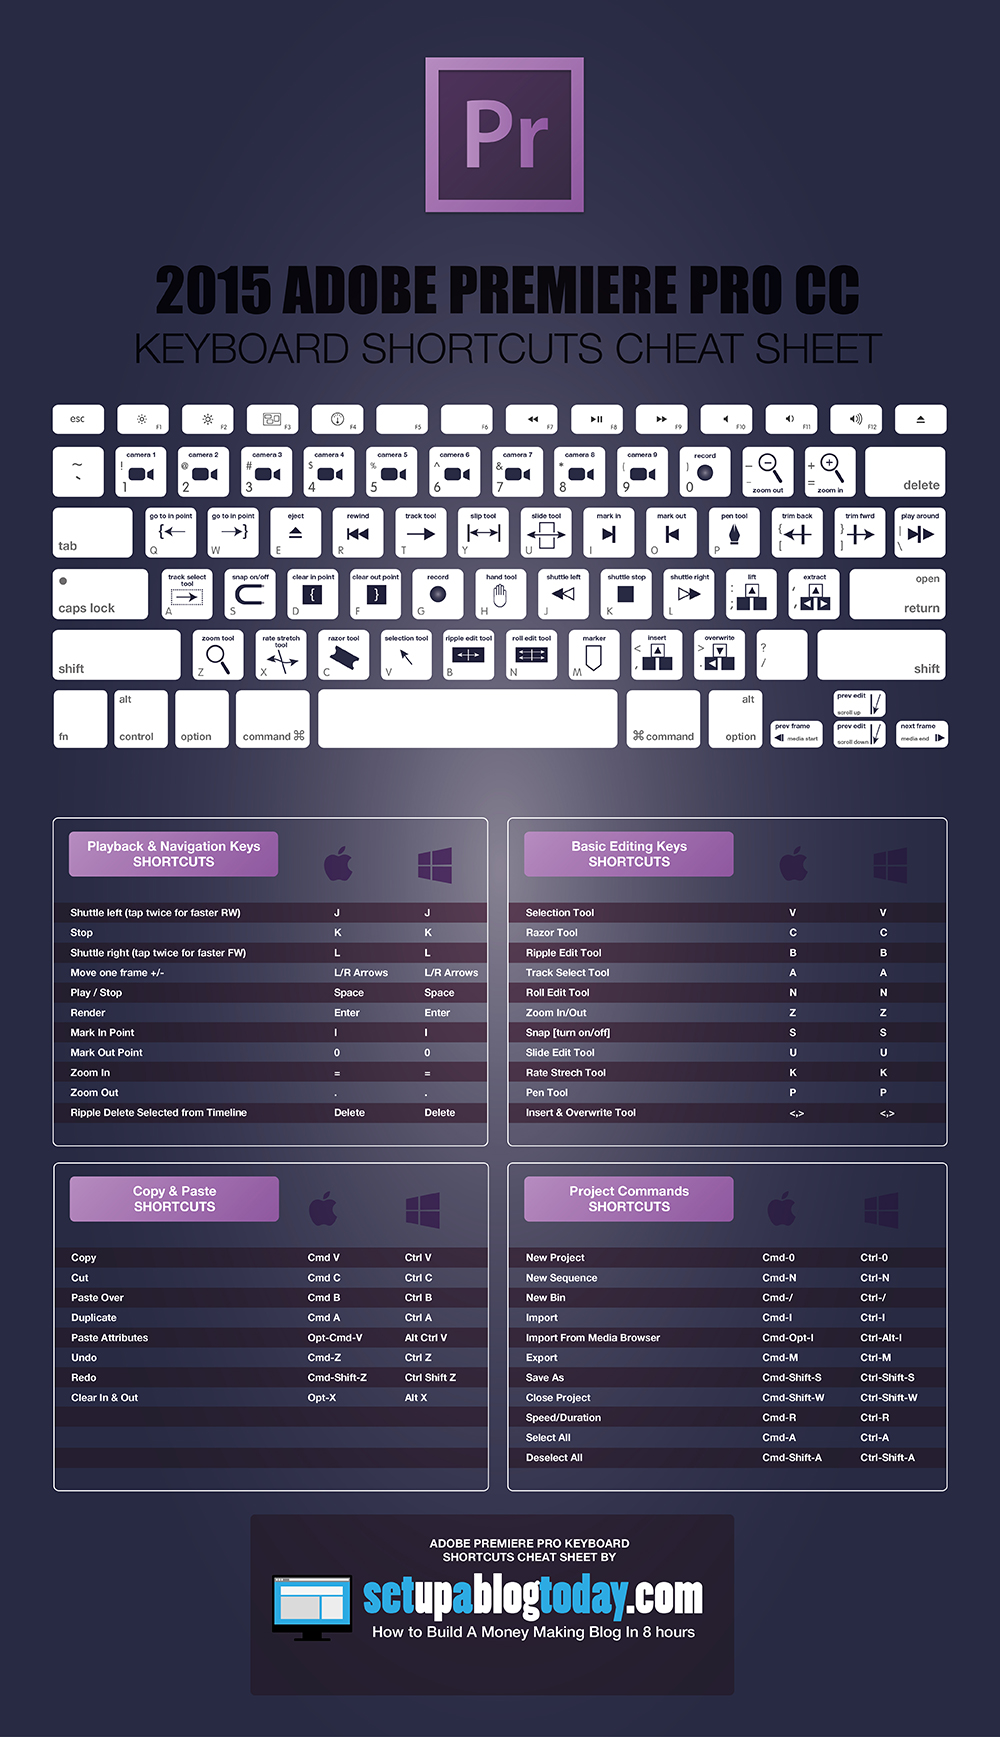 Pr
2015 ADOBE PREMIERE PRO CC
KEYBOARD SHORTCUTS CHEAT SHEET
esc F1 F2 F3 F4 F5 F6 F7 F8 F9 F10 F11 F12
~ ` camera 1 ! 1 camera 2 @ 2 camera 3 # 3 camera 4 $ 4 camera 5 % 5 camera 6 ^ 6 camera 7 & 7 camera 8 * 8 camera 9 ( 9 record ) 0 – - zoom out + = zoom in delete
tab go to in point Q go to in point W eject E rewind R track tool T slip tool Y slide tool U mark in I mark out O pen tool P trim back { [ trim fwrd } ] play around | \
caps lock track select tool A snap on/off S clear in point D clear out point F record G hand tool H shuttle left J shuttle stop K shuttle right L lift : ; extract , return open
shift zoom tool Z rate stretch tool X razor tool C selection tool V ripple edit tool B roll edit tool N marker M insert < , overwrite > . ? / shift
fn alt control option command ⌘ ⌘ command alt option prev frame media start prev edit scroll up prev edit scroll down next frame media end
Playback & Navigation Keys
SHORTCUTS
Shuttle left (tap twice for faster RW) J J
Stop K K
Shuttle right (tap twice for faster FW) L L
Move one frame +/- L/R Arrows L/R Arrows
Play / Stop Space Space
Render Enter Enter
Mark In Point I I
Mark Out Point 0 0
Zoom In = =
Zoom Out . .
Ripple Delete Selected from Timeline Delete Delete
Basic Editing Keys
SHORTCUTS
Selection Tool V V
Razor Tool C C
Ripple Edit Tool B B
Track Select Tool A A
Roll Edit Tool N N
Zoom In/Out Z Z
Snap [turn on/off] S S
Slide Edit Tool U U
Rate Strech Tool K K
Pen Tool P P
Insert & Overwrite Tool <,> <,>
Copy & Paste
SHORTCUTS
Copy Cmd V Ctrl V
Cut Cmd C Ctrl C
Paste Over Cmd B Ctrl B
Duplicate Cmd A Ctrl A
Paste Attributes Opt-Cmd-V Alt Ctrl V
Undo Cmd-Z Ctrl Z
Redo Cmd-Shift-Z Ctrl Shift Z
Clear In & Out Opt-X Alt X
Project Commands
SHORTCUTS
New Project Cmd-0 Ctrl-0
New Sequence Cmd-N Ctrl-N
New Bin Cmd-/ Ctrl-/
Import Cmd-I Ctrl-I
Import From Media Browser Cmd-Opt-I Ctrl-Alt-I
Export Cmd-M Ctrl-M
Save As Cmd-Shift-S Ctrl-Shift-S
Close Project Cmd-Shift-W Ctrl-Shift-W
Speed/Duration Cmd-R Ctrl-R
Select All Cmd-A Ctrl-A
Deselect All Cmd-Shift-A Ctrl-Shift-A
ADOBE PREMIERE PRO KEYBOARD
SHORTCUTS CHEAT SHEET BY
setupablogtoday.com
How to Build A Money Making Blog In 8 hours